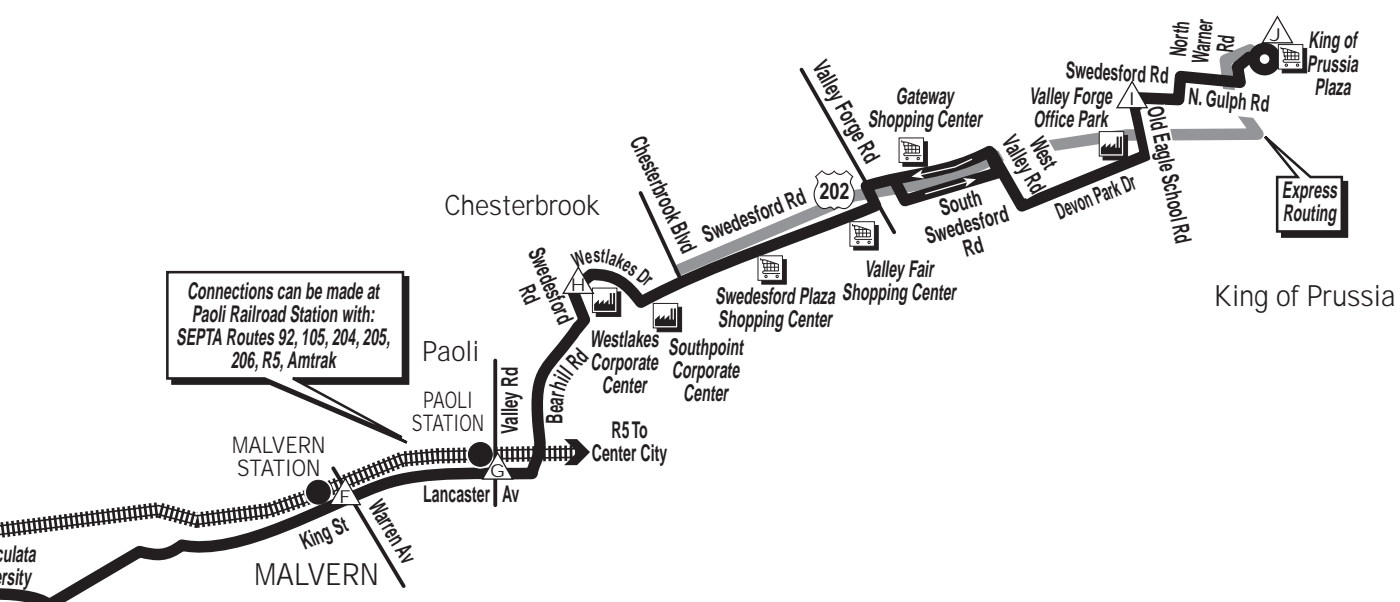 J
King of
Prussia
Plaza
North
Warner
Rd
Swedesford Rd
N. Gulph Rd
Valley Forge
Office Park
I
Old Eagle School Rd
Express
Routing
King of Prussia
Valley Forge Rd
Gateway
Shopping Center
West
Valley Rd
Devon Park Dr
South
Swedesford
Rd
202
Swedesford Rd
Chesterbrook Blvd
Chesterbrook
Valley Fair
Shopping Center
Swedesford Plaza
Shopping Center
Westlakes Dr
H
Swedesford
Rd
Westlakes
Corporate
Center
Southpoint
Corporate
Center
Bearhill Rd
Connections can be made at
Paoli Railroad Station with:
SEPTA Routes 92, 105, 204, 205,
206, R5, Amtrak
Paoli
PAOLI
STATION
Valley Rd
R5 To
Center City
G
Lancaster Av
MALVERN
STATION
F
King St
Warren Av
MALVERN
culata
ersity